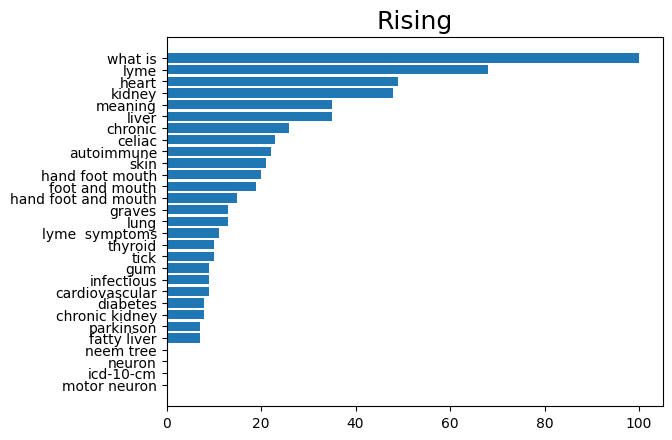 Rising
what is
lyme
heart
kidney
meaning
liver
chronic
celiac
autoimmune
skin
hand foot mouth
foot and mouth
hand foot and mouth
graves
lung
lyme  symptoms
thyroid
tick
gum
infectious
cardiovascular
diabetes
chronic kidney
parkinson
fatty liver
neem tree
neuron
icd-10-cm
motor neuron
0 20 40 60 80 100